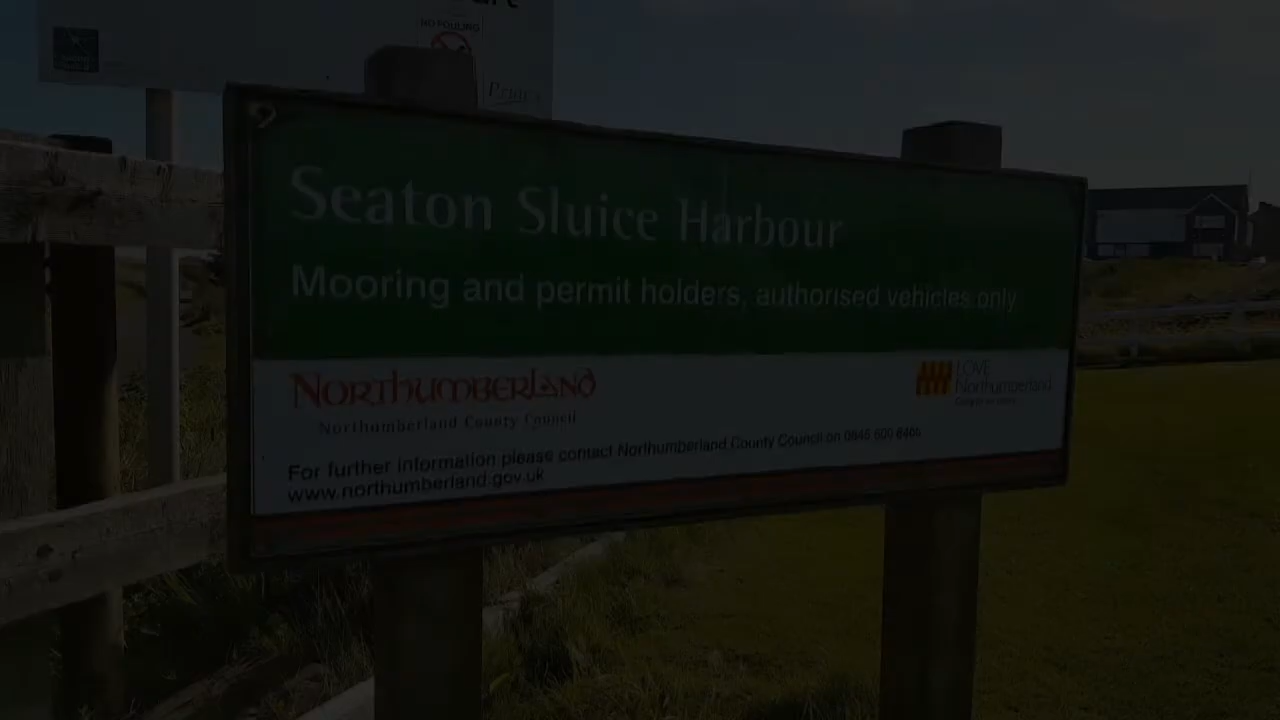 NO FOULING
Seaton Sluice Harbour
Mooring and permit holders, authorised vehicles only
NORTHUMBERLAND
Northumberland County Council
LOVE
Northumberland
For further information please contact Northumberland County Council on 0845 600 6400
www.northumberland.gov.uk